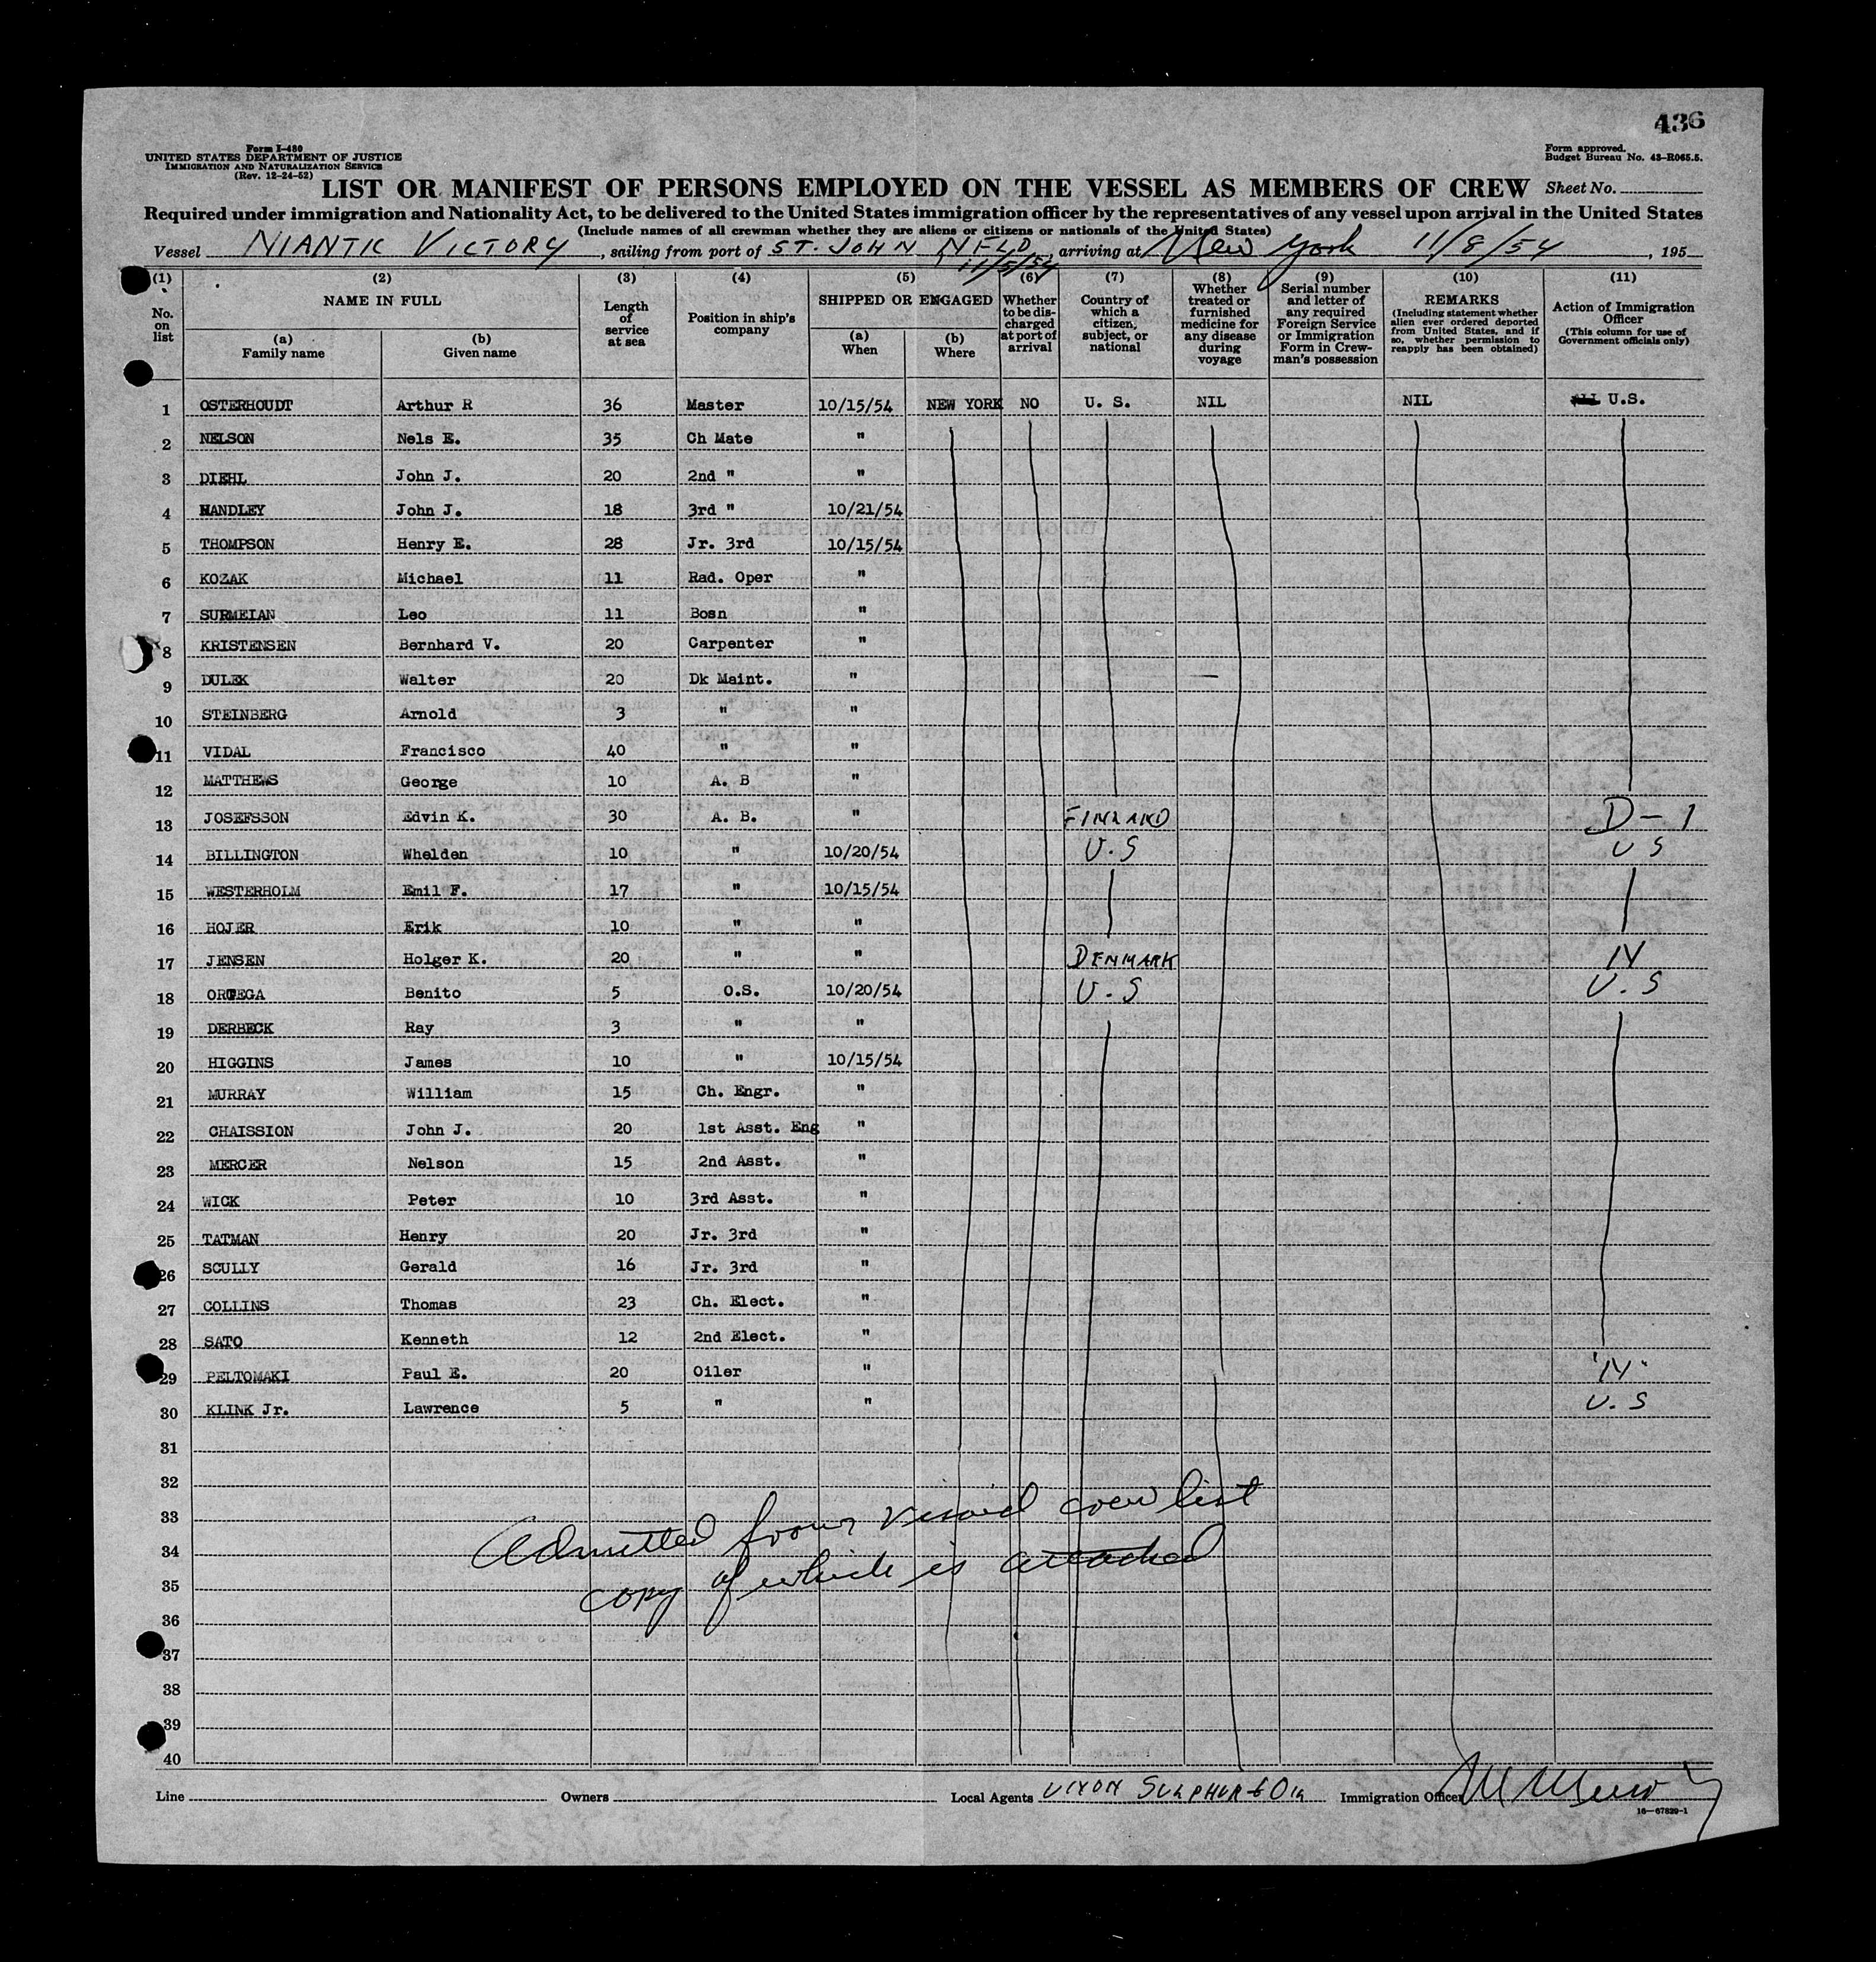 436
Form I-480
UNITED STATES DEPARTMENT OF JUSTICE
IMMIGRATION AND NATURALIZATION SERVICE
(Rev. 12-24-52)
Form approved.
Budget Bureau No. 43-R065.5.
LIST OR MANIFEST OF PERSONS EMPLOYED ON THE VESSEL AS MEMBERS OF CREW Sheet No.
Required under immigration and Nationality Act, to be delivered to the United States immigration officer by the representatives of any vessel upon arrival in the United States
(Include names of all crewman whether they are aliens or citizens or nationals of the United States)
Vessel NIANTIC VICTORY, sailing from port of ST. JOHN NFLD, arriving at New York 11/8/54, 195
11/5/54
(1) (2) (3) (4) (5) (6) (7) (8) (9) (10) (11)
No. on list
NAME IN FULL
(a) Family name
(b) Given name
Length of service at sea
Position in ship's company
SHIPPED OR ENGAGED
(a) When
(b) Where
Whether to be discharged at port of arrival
Country of which a citizen, subject, or national
Whether treated or furnished medicine for any disease during voyage
Serial number and letter of any required Foreign Service or Immigration Form in Crewman's possession
REMARKS
(Including statement whether alien ever ordered deported from United States, and if so, whether permission to reapply has been obtained)
Action of Immigration Officer
(This column for use of Government officials only)
1 OSTERHOUDT Arthur R 36 Master 10/15/54 NEW YORK NO U. S. NIL NIL U.S.
2 NELSON Nels E. 35 Ch Mate "
3 DIEHL John J. 20 2nd " "
4 HANDLEY John J. 18 3rd " 10/21/54
5 THOMPSON Henry E. 28 Jr. 3rd 10/15/54
6 KOZAK Michael 11 Rad. Oper "
7 SURMEIAN Leo 11 Bosn "
8 KRISTENSEN Bernhard V. 20 Carpenter "
9 DULEK Walter 20 Dk Maint. "
10 STEINBERG Arnold 3 " "
11 VIDAL Francisco 40 " "
12 MATTHEWS George 10 A. B "
13 JOSEFSSON Edvin K. 30 A. B. " FINLAND D-1
14 BILLINGTON Whelden 10 " 10/20/54 U.S US
15 WESTERHOLM Emil F. 17 " 10/15/54
16 HOJER Erik 10 " "
17 JENSEN Holger K. 20 " " DENMARK IV
18 ORTEGA Benito 5 O.S. 10/20/54 U.S U.S
19 DERBECK Ray 3 " "
20 HIGGINS James 10 " 10/15/54
21 MURRAY William 15 Ch. Engr. "
22 CHAISSION John J. 20 1st Asst. Eng "
23 MERCER Nelson 15 2nd Asst. "
24 WICK Peter 10 3rd Asst. "
25 TATMAN Henry 20 Jr. 3rd "
26 SCULLY Gerald 16 Jr. 3rd "
27 COLLINS Thomas 23 Ch. Elect. "
28 SATO Kenneth 12 2nd Elect. "
29 PELTOMAKI Paul E. 20 Oiler " "IV"
30 KLINK Jr. Lawrence 5 " " U.S
31
32
33
34
35
36
37
38
39
40
Admitted from visaed crew list
copy of which is attached
Line Owners Local Agents UNION SULPHUR & OIL Immigration Officer
16-67829-1